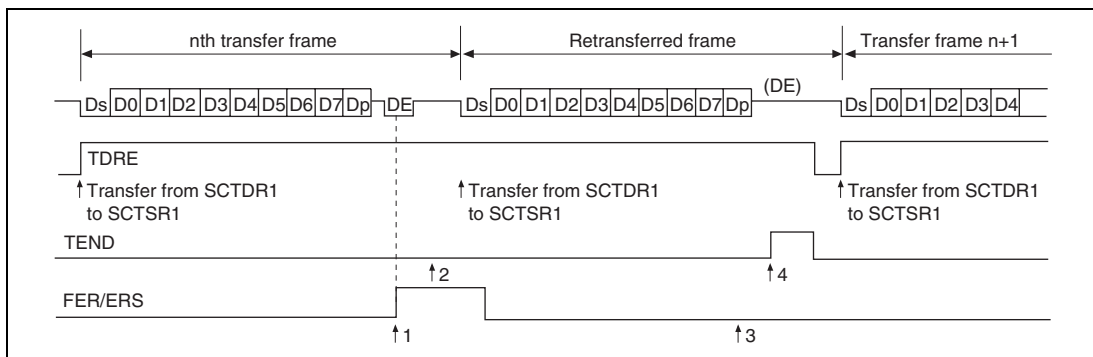 nth transfer frame Retransferred frame Transfer frame n+1
(DE)
Ds D0 D1 D2 D3 D4 D5 D6 D7 Dp DE Ds D0 D1 D2 D3 D4 D5 D6 D7 Dp Ds D0 D1 D2 D3 D4
TDRE
Transfer from SCTDR1 Transfer from SCTDR1 Transfer from SCTDR1
to SCTSR1 to SCTSR1 to SCTSR1
TEND
2 4
FER/ERS
1 3